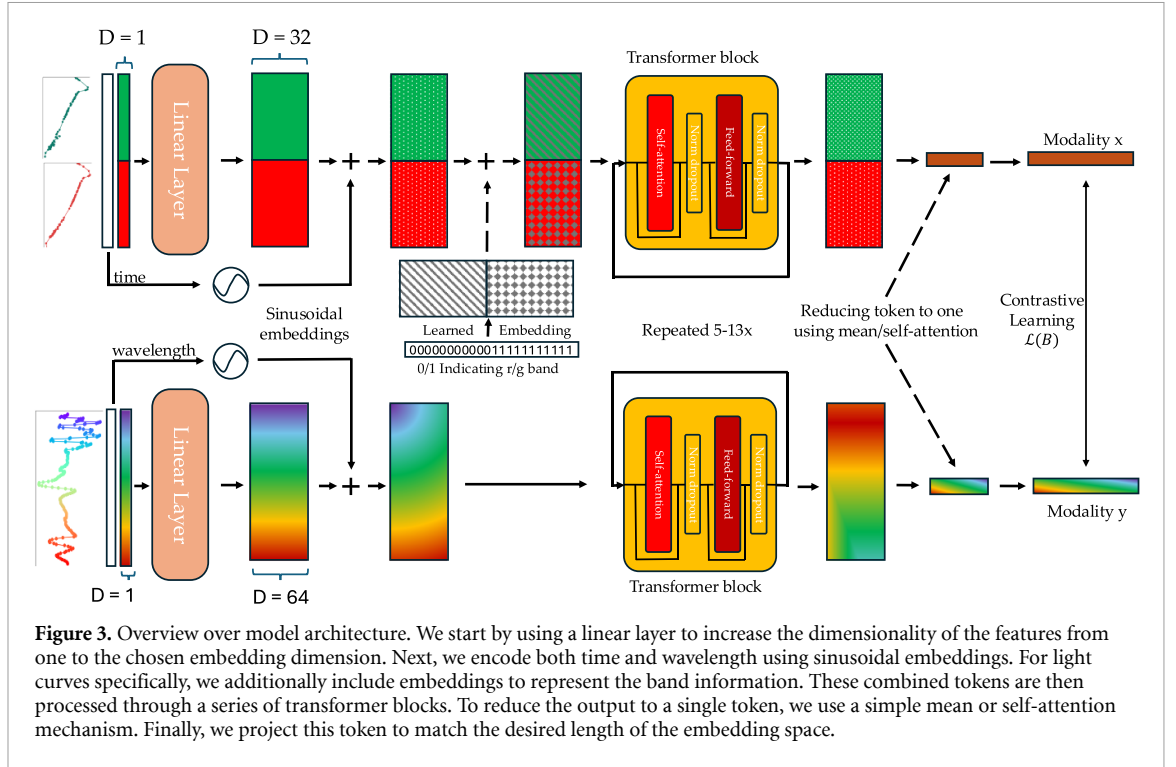 D = 1
D = 32
Linear Layer
Transformer block
Self-attention
Norm dropout
Feed-forward
Norm dropout
Modality x
time
Sinusoidal
embeddings
Learned
Embedding
000000000011111111111
0/1 Indicating r/g band
Repeated 5-13x
Reducing token to one
using mean/self-attention
Contrastive
Learning
ℒ(B)
wavelength
Linear Layer
Self-attention
Norm dropout
Feed-forward
Norm dropout
Transformer block
Modality y
D = 1
D = 64
Figure 3. Overview over model architecture. We start by using a linear layer to increase the dimensionality of the features from
one to the chosen embedding dimension. Next, we encode both time and wavelength using sinusoidal embeddings. For light
curves specifically, we additionally include embeddings to represent the band information. These combined tokens are then
processed through a series of transformer blocks. To reduce the output to a single token, we use a simple mean or self-attention
mechanism. Finally, we project this token to match the desired length of the embedding space.